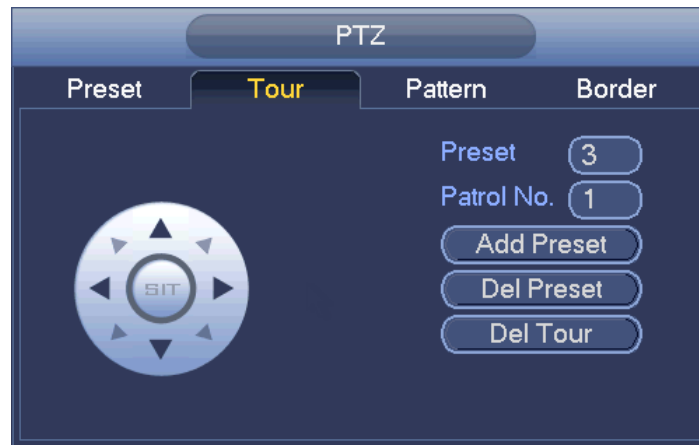 PTZ
Preset Tour Pattern Border
Preset 3
Patrol No. 1
Add Preset
SIT
Del Preset
Del Tour